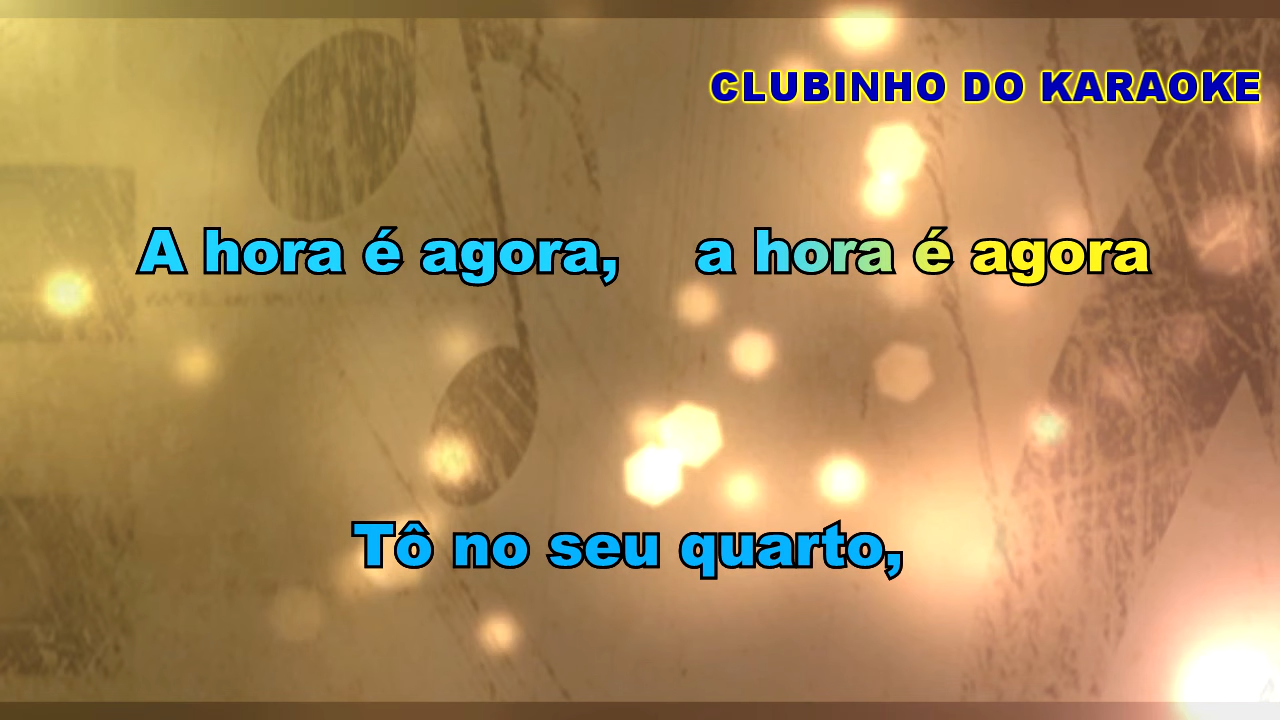 CLUBINHO DO KARAOKE
A hora é agora, a hora é agora
Tô no seu quarto,